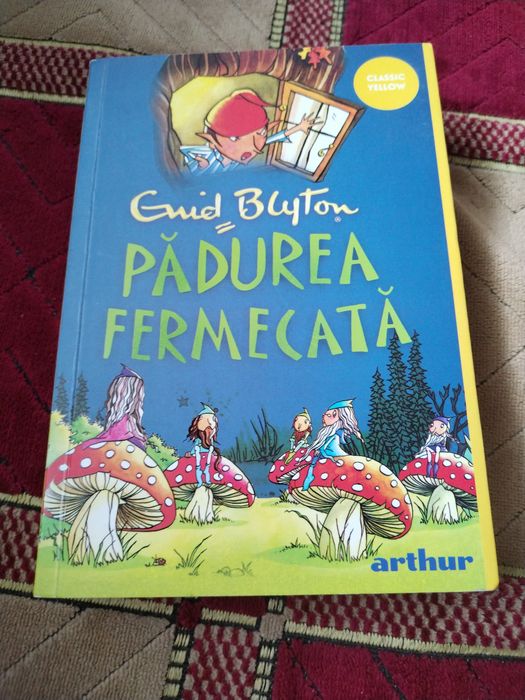 CLASSIC
YELLOW
Enid Blyton®
PĂDUREA
FERMECATĂ
arthur